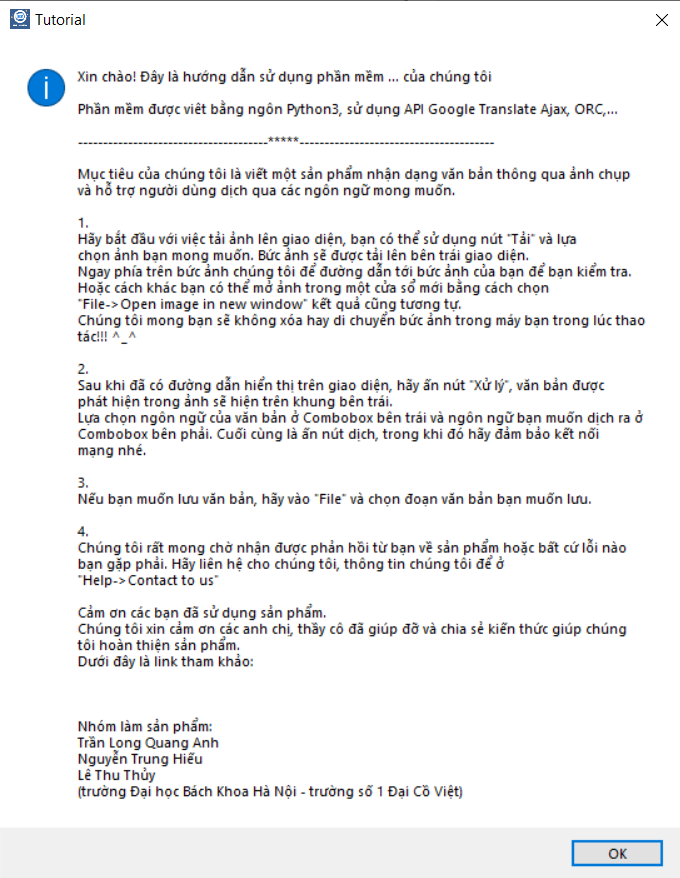 Tutorial
Xin chào! Đây là hướng dẫn sử dụng phần mềm ... của chúng tôi
Phần mềm được viêt bằng ngôn Python3, sử dụng API Google Translate Ajax, ORC,...
--------------------------------------*****---------------------------------------
Mục tiêu của chúng tôi là viết một sản phẩm nhận dạng văn bản thông qua ảnh chụp
và hỗ trợ người dùng dịch qua các ngôn ngữ mong muốn.
1.
Hãy bắt đầu với việc tải ảnh lên giao diện, bạn có thể sử dụng nút "Tải" và lựa
chọn ảnh bạn mong muốn. Bức ảnh sẽ được tải lên bên trái giao diện.
Ngay phía trên bức ảnh chúng tôi để đường dẫn tới bức ảnh của bạn để bạn kiểm tra.
Hoặc cách khác bạn có thể mở ảnh trong một cửa sổ mới bằng cách chọn
"File->Open image in new window" kết quả cũng tương tự.
Chúng tôi mong bạn sẽ không xóa hay di chuyển bức ảnh trong máy bạn trong lúc thao
tác!!! ^_^
2.
Sau khi đã có đường dẫn hiển thị trên giao diện, hãy ấn nút "Xử lý", văn bản được
phát hiện trong ảnh sẽ hiện trên khung bên trái.
Lựa chọn ngôn ngữ của văn bản ở Combobox bên trái và ngôn ngữ bạn muốn dịch ra ở
Combobox bên phải. Cuối cùng là ấn nút dịch, trong khi đó hãy đảm bảo kết nối
mạng nhé.
3.
Nếu bạn muốn lưu văn bản, hãy vào "File" và chọn đoạn văn bản bạn muốn lưu.
4.
Chúng tôi rất mong chờ nhận được phản hồi từ bạn về sản phẩm hoặc bất cứ lỗi nào
bạn gặp phải. Hãy liên hệ cho chúng tôi, thông tin chúng tôi để ở
"Help->Contact to us"
Cảm ơn các bạn đã sử dụng sản phẩm.
Chúng tôi xin cảm ơn các anh chị, thầy cô đã giúp đỡ và chia sẻ kiến thức giúp chúng
tôi hoàn thiện sản phẩm.
Dưới đây là link tham khảo:
Nhóm làm sản phẩm:
Trần Long Quang Anh
Nguyễn Trung Hiếu
Lê Thu Thủy
(trường Đại học Bách Khoa Hà Nội - trường số 1 Đại Cồ Việt)
OK